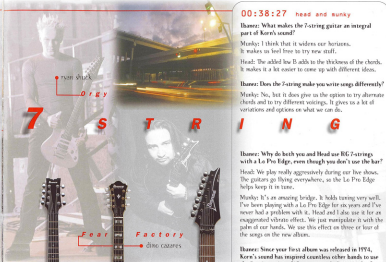 00:38:27 head and munky
Ibanez: What makes the 7-string guitar an integral
part of Korn's sound?
Munky: I think that it widens our horizons.
It makes us feel free to try new stuff.
Head: The added low B adds to the thickness of the chords.
It makes it a lot easier to come up with different ideas.
Ibanez: Does the 7-string make you write songs differently?
Munky: No, but it does give us the option to try alternate
chords and to try different voicings. It gives us a lot of
variations and options on what we can do.
ryan shuck
Orgy
7 STRING
Ibanez: Why do both you and Head use RG 7-strings
with a Lo Pro Edge, even though you don't use the bar?
Head: We play really aggressively during our live shows.
The guitars go flying everywhere, so the Lo Pro Edge
helps keep it in tune.
Munky: It's an amazing bridge. It holds tuning very well.
I've been playing with a Lo Pro Edge for six years and I've
never had a problem with it. Head and I also use it for an
exaggerated vibrato effect. We just manipulate it with the
palm of our hands. We use this effect on three or four of
the songs on the new album.
Fear Factory
dino cazares
Ibanez: Since your first album was released in 1994,
Korn's sound has inspired countless other bands to use